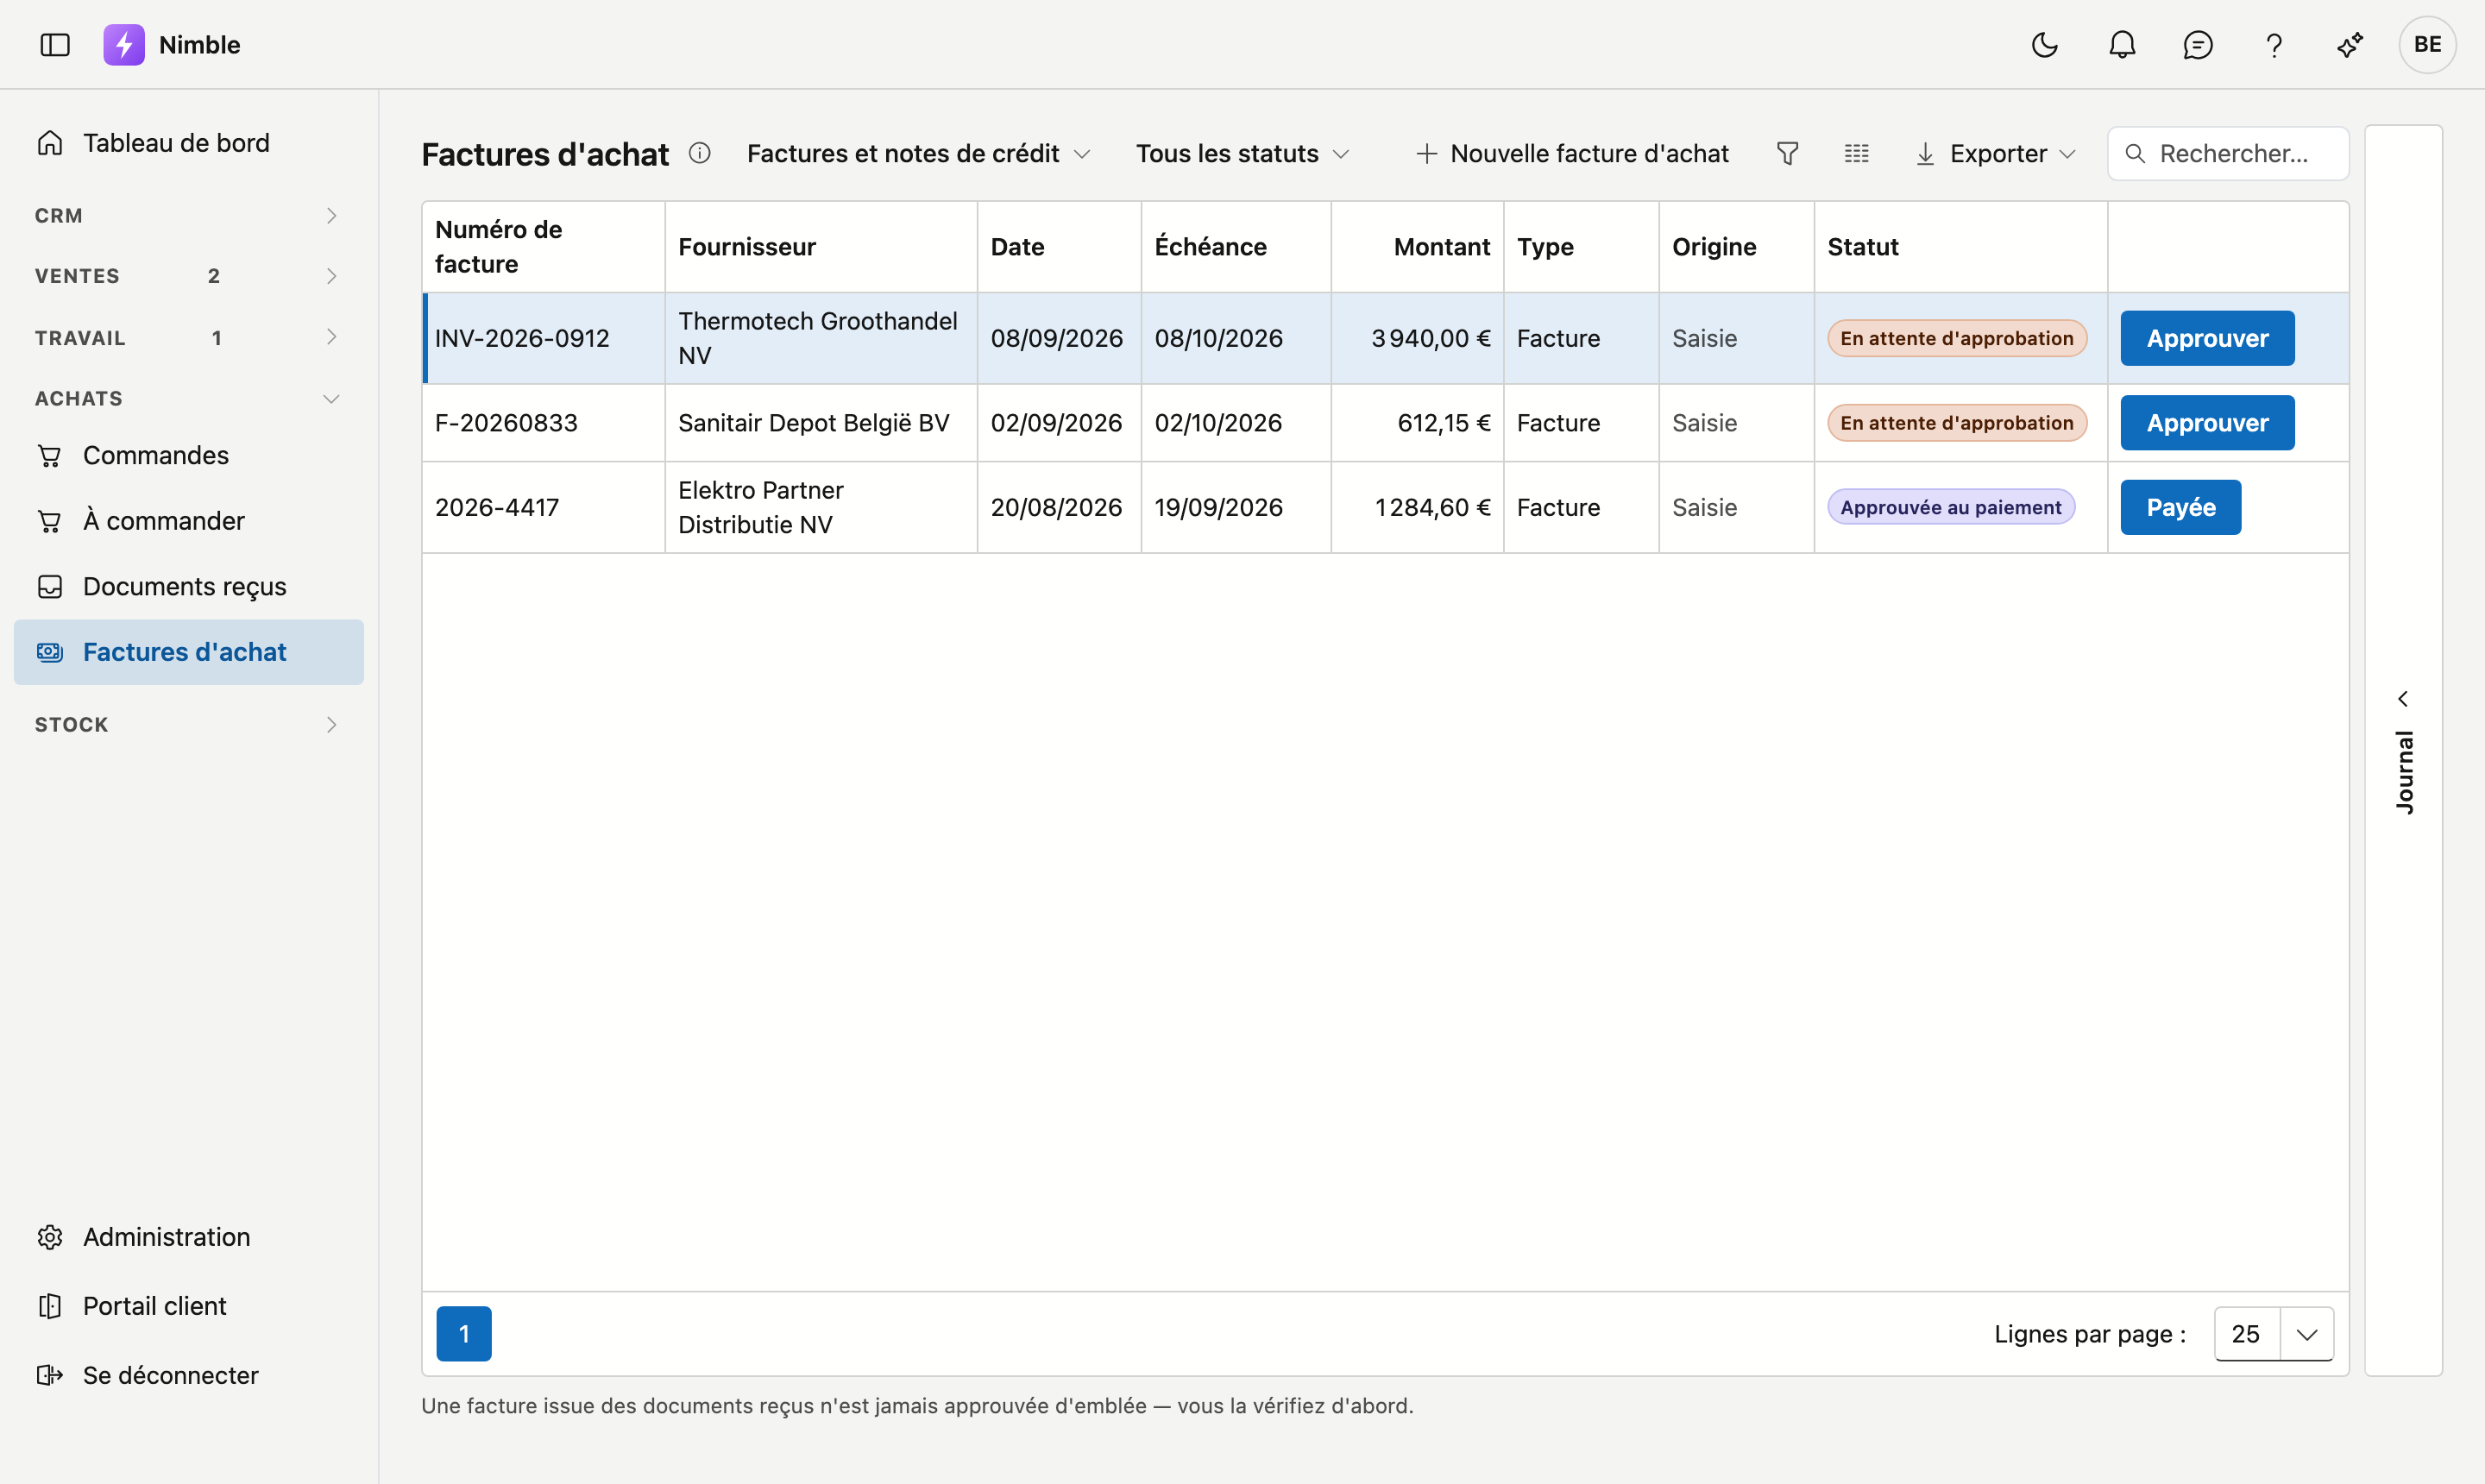 Nimble
BE
Tableau de bord
CRM
VENTES 2
TRAVAIL 1
ACHATS
Commandes
À commander
Documents reçus
Factures d'achat
STOCK
Administration
Portail client
Se déconnecter
Factures d'achat Factures et notes de crédit Tous les statuts Nouvelle facture d'achat Exporter Rechercher...
Numéro de facture Fournisseur Date Échéance Montant Type Origine Statut
INV-2026-0912 Thermotech Groothandel NV 08/09/2026 08/10/2026 3 940,00 € Facture Saisie En attente d'approbation Approuver
F-20260833 Sanitair Depot België BV 02/09/2026 02/10/2026 612,15 € Facture Saisie En attente d'approbation Approuver
2026-4417 Elektro Partner Distributie NV 20/08/2026 19/09/2026 1 284,60 € Facture Saisie Approuvée au paiement Payée
1 Lignes par page : 25
Une facture issue des documents reçus n'est jamais approuvée d'emblée — vous la vérifiez d'abord.
Journal